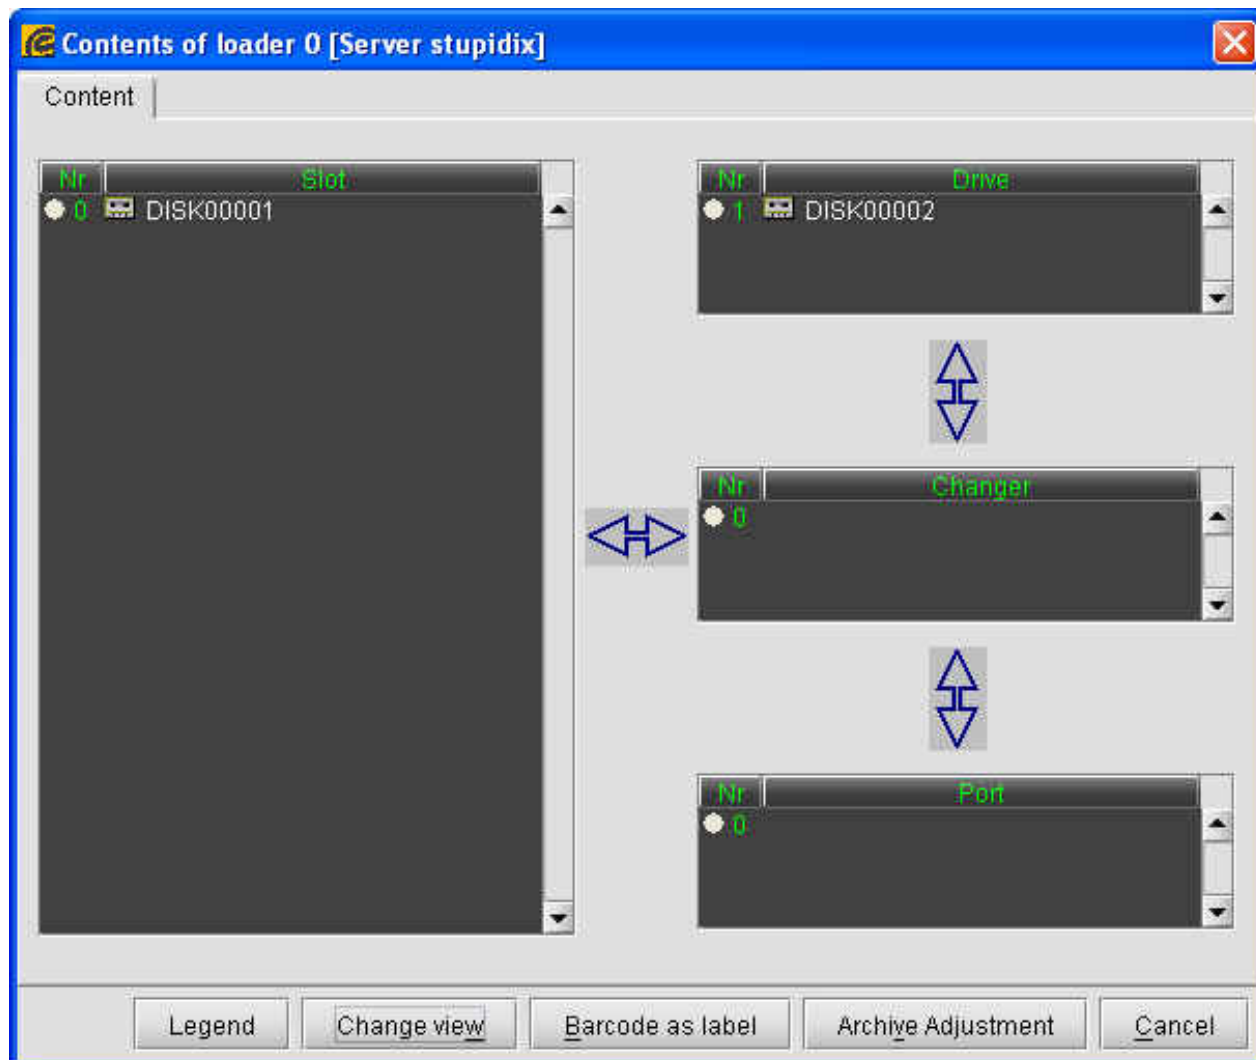 Contents of loader 0 [Server stupidix]
Content
Nr Slot
0 DISK00001
Nr Drive
1 DISK00002
Nr Changer
0
Nr Port
0
Legend
Change view
Barcode as label
Archive Adjustment
Cancel